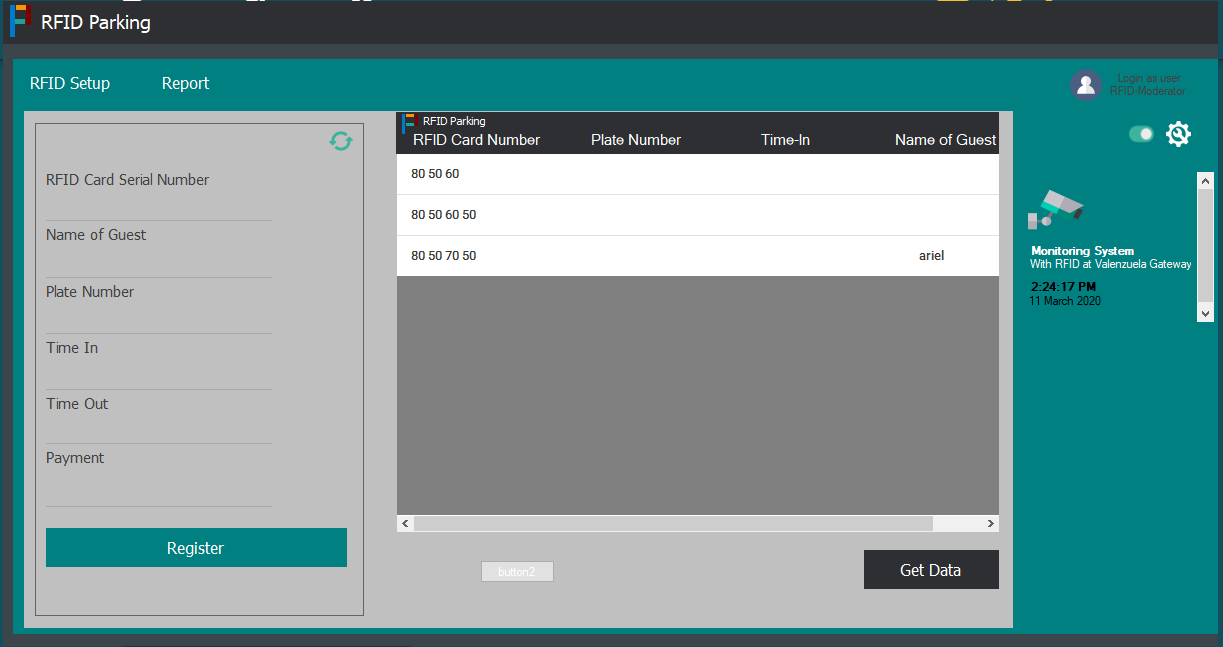 RFID Parking
RFID Setup Report
Login as user
RFID-Moderator
RFID Card Serial Number
Name of Guest
Plate Number
Time In
Time Out
Payment
Register
RFID Parking
RFID Card Number Plate Number Time-In Name of Guest
80 50 60
80 50 60 50
80 50 70 50 ariel
button2
Get Data
Monitoring System
With RFID at Valenzuela Gateway
2:24:17 PM
11 March 2020